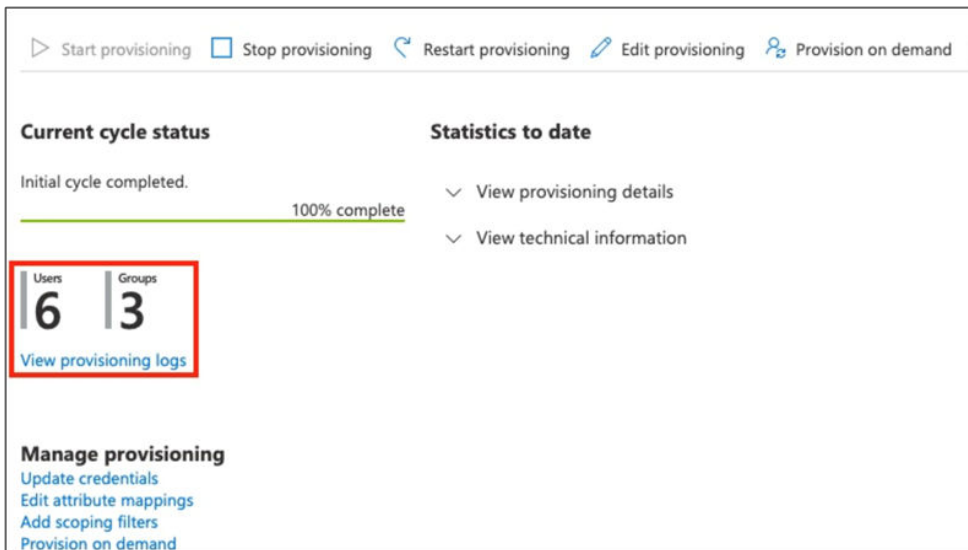 Start provisioning Stop provisioning Restart provisioning Edit provisioning Provision on demand
Current cycle status
Initial cycle completed.
100% complete
Users
6
Groups
3
View provisioning logs
Statistics to date
View provisioning details
View technical information
Manage provisioning
Update credentials
Edit attribute mappings
Add scoping filters
Provision on demand